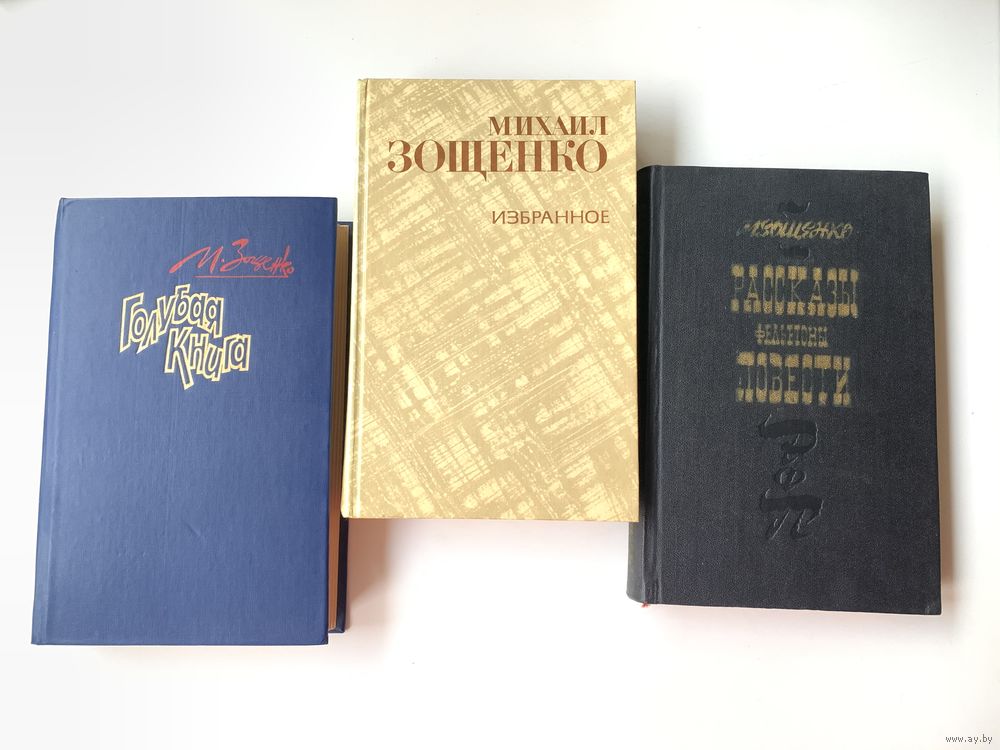 М. Зощенко
Голубая
Книга
МИХАИЛ
ЗОЩЕНКО
ИЗБРАННОЕ
М. ЗОЩЕНКО
РАССКАЗЫ
ФЕЛЬЕТОНЫ
ПОВЕСТИ
www.ay.by